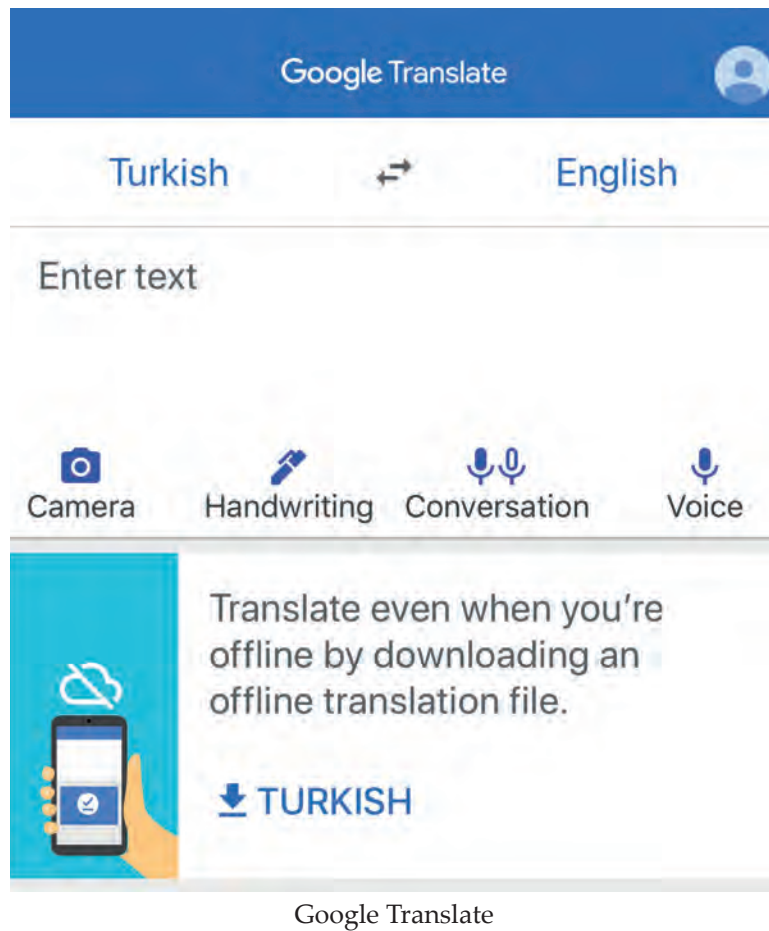 Google Translate
Turkish English
Enter text
Camera Handwriting Conversation Voice
Translate even when you're
offline by downloading an
offline translation file.
TURKISH
Google Translate